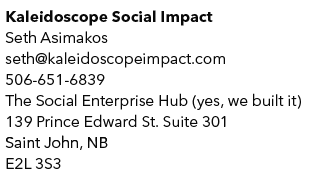 Kaleidoscope Social Impact
Seth Asimakos
seth@kaleidoscopeimpact.com
506-651-6839
The Social Enterprise Hub (yes, we built it)
139 Prince Edward St. Suite 301
Saint John, NB
E2L 3S3